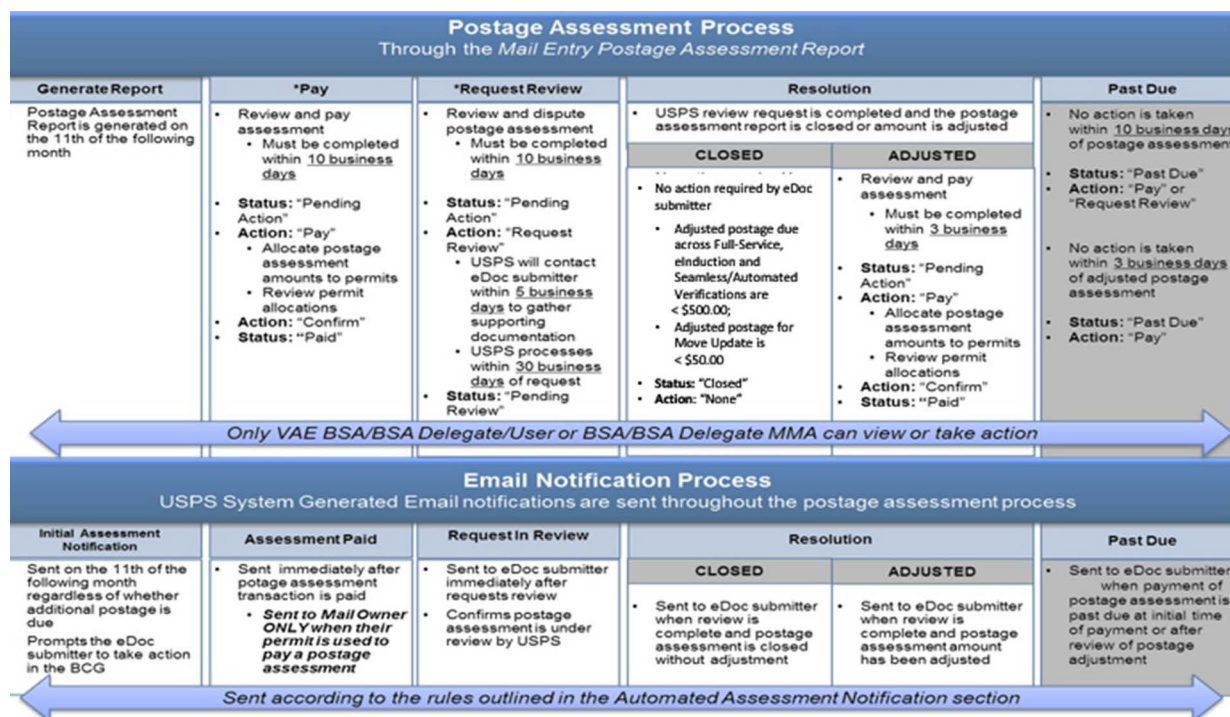 Postage Assessment Process
Through the Mail Entry Postage Assessment Report
Generate Report
Postage Assessment
Report is generated on
the 11th of the following
month
*Pay
• Review and pay
assessment
• Must be completed
within 10 business
days
• Status: “Pending
Action”
• Action: “Pay”
• Allocate postage
assessment
amounts to permits
• Review permit
allocations
• Action: “Confirm”
• Status: “Paid”
*Request Review
• Review and dispute
postage assessment
• Must be completed
within 10 business
days
• Status: “Pending
Action”
• Action: “Request
Review”
• USPS will contact
eDoc submitter
within 5 business
days to gather
supporting
documentation
• USPS processes
within 30 business
days of request
• Status: “Pending
Review”
Resolution
• USPS review request is completed and the postage
assessment report is closed or amount is adjusted
CLOSED
• No action required by eDoc
submitter
• Adjusted postage due
across Full-Service,
eInduction and
Seamless/Automated
Verifications are
< $500.00;
• Adjusted postage for
Move Update is
< $50.00
• Status: “Closed”
• Action: “None”
ADJUSTED
• Review and pay
assessment
• Must be completed
within 3 business
days
• Status: “Pending
Action”
• Action: “Pay”
• Allocate postage
assessment
amounts to permits
• Review permit
allocations
• Action: “Confirm”
• Status: “Paid”
Past Due
• No action is taken
within 10 business days
of postage assessment
• Status: “Past Due”
• Action: “Pay” or
“Request Review”
• No action is taken
within 3 business days
of adjusted postage
assessment
• Status: “Past Due”
• Action: “Pay”
Only VAE BSA/BSA Delegate/User or BSA/BSA Delegate MMA can view or take action
Email Notification Process
USPS System Generated Email notifications are sent throughout the postage assessment process
Initial Assessment
Notification
Sent on the 11th of the
following month
regardless of whether
additional postage is
due
Prompts the eDoc
submitter to take action
in the BCG
Assessment Paid
• Sent immediately after
potage assessment
transaction is paid
• Sent to Mail Owner
ONLY when their
permit is used to
pay a postage
assessment
Request In Review
• Sent to eDoc submitter
immediately after
requests review
• Confirms postage
assessment is under
review by USPS
Resolution
CLOSED
• Sent to eDoc submitter
when review is
complete and postage
assessment is closed
without adjustment
ADJUSTED
• Sent to eDoc submitter
when review is
complete and postage
assessment amount
has been adjusted
Past Due
• Sent to eDoc submitter
when payment of
postage assessment is
past due at initial time
of payment or after
review of postage
adjustment
Sent according to the rules outlined in the Automated Assessment Notification section